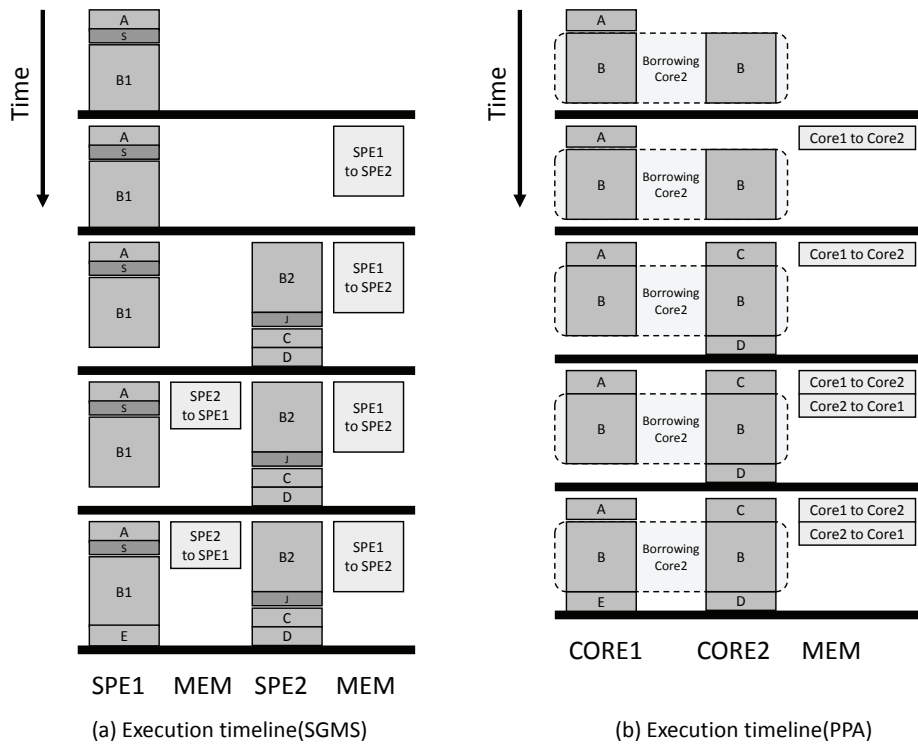 Time
A
S
B1
A
S
B1
SPE1
to SPE2
A
S
B1
B2
J
C
D
SPE1
to SPE2
A
S
B1
SPE2
to SPE1
B2
J
C
D
SPE1
to SPE2
A
S
B1
E
SPE2
to SPE1
B2
J
C
D
SPE1
to SPE2
SPE1 MEM SPE2 MEM
(a) Execution timeline(SGMS)
Time
A
B Borrowing B
Core2
A
Core1 to Core2
B Borrowing B
Core2
A C Core1 to Core2
B Borrowing B
Core2
D
A C Core1 to Core2
Core2 to Core1
B Borrowing B
Core2
D
A C Core1 to Core2
Core2 to Core1
B Borrowing B
Core2
E D
CORE1 CORE2 MEM
(b) Execution timeline(PPA)